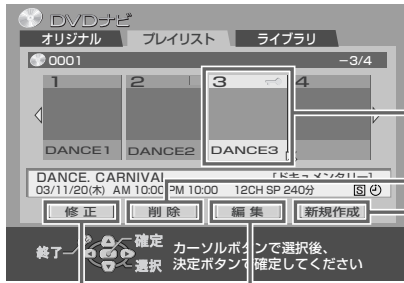 DVDナビ
オリジナル プレイリスト ライブラリ
0001 −3/4
1 2 3 4
DANCE1 DANCE2 DANCE3
DANCE. CARNIVAL [ドキュメンタリー]
03/11/20(木) AM 10:00 PM 10:00 12CH SP 240分 S
修正 削除 編集 新規作成
終了 確定 選択
カーソルボタンで選択後、
決定ボタンで確定してください